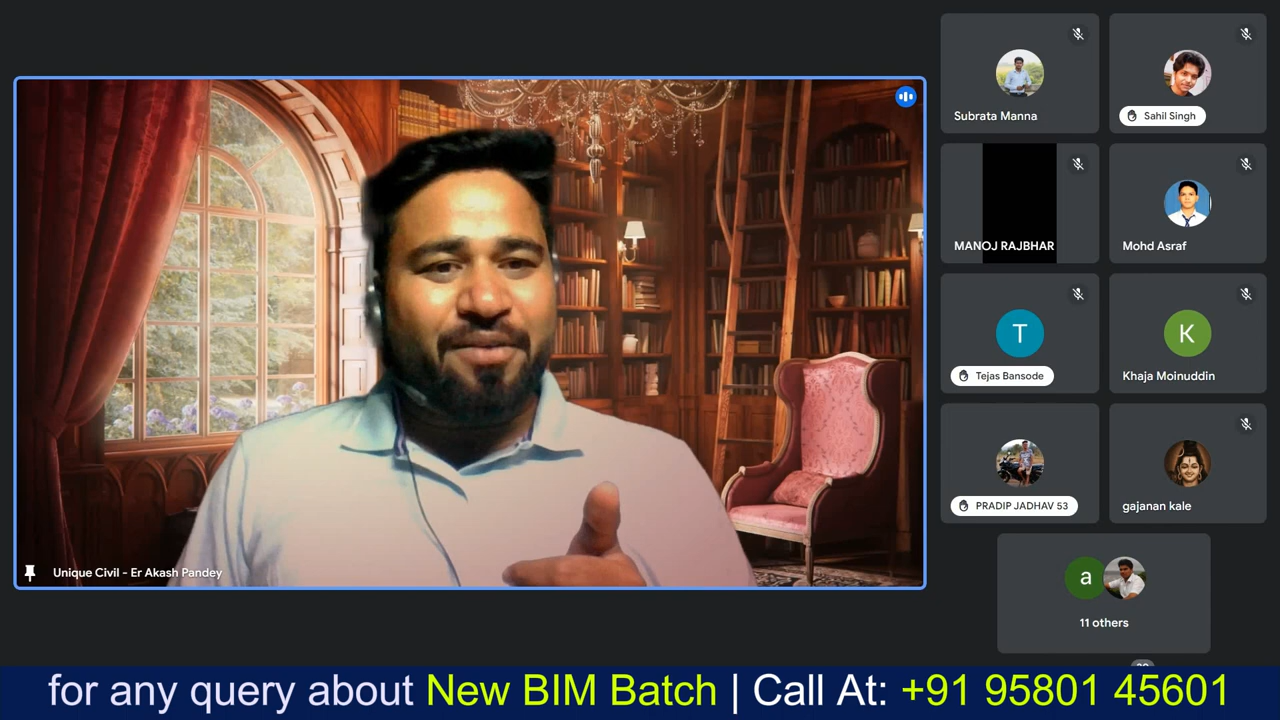 Subrata Manna
Sahil Singh
MANOJ RAJBHAR
Mohd Asraf
T
Tejas Bansode
K
Khaja Moinuddin
PRADIP JADHAV 53
gajanan kale
Unique Civil - Er Akash Pandey
a
11 others
for any query about New BIM Batch | Call At: +91 95801 45601